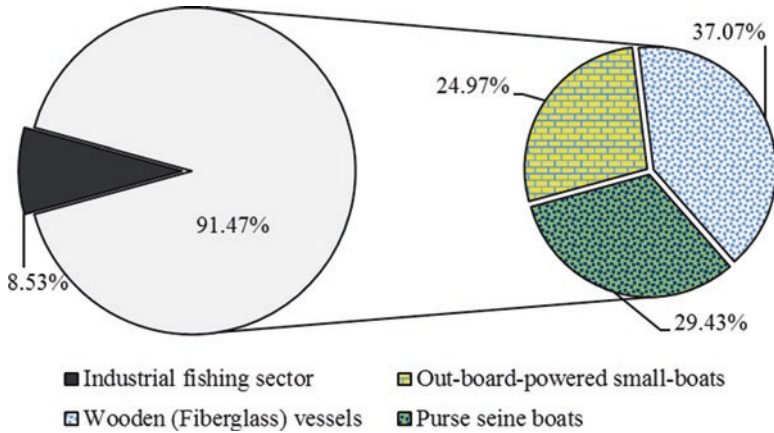 37.07%
24.97%
91.47%
8.53%
29.43%
Industrial fishing sector
Out-board-powered small-boats
Wooden (Fiberglass) vessels
Purse seine boats